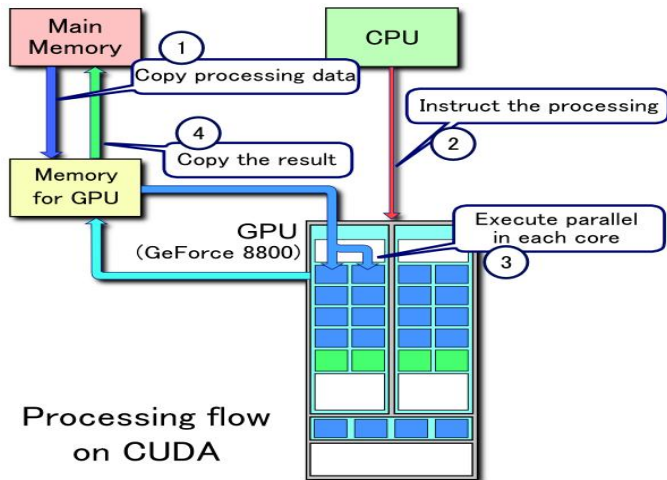 Main
Memory
CPU
1
Copy processing data
Instruct the processing
2
4
Copy the result
Memory
for GPU
GPU
(GeForce 8800)
Execute parallel
in each core
3
Processing flow
on CUDA